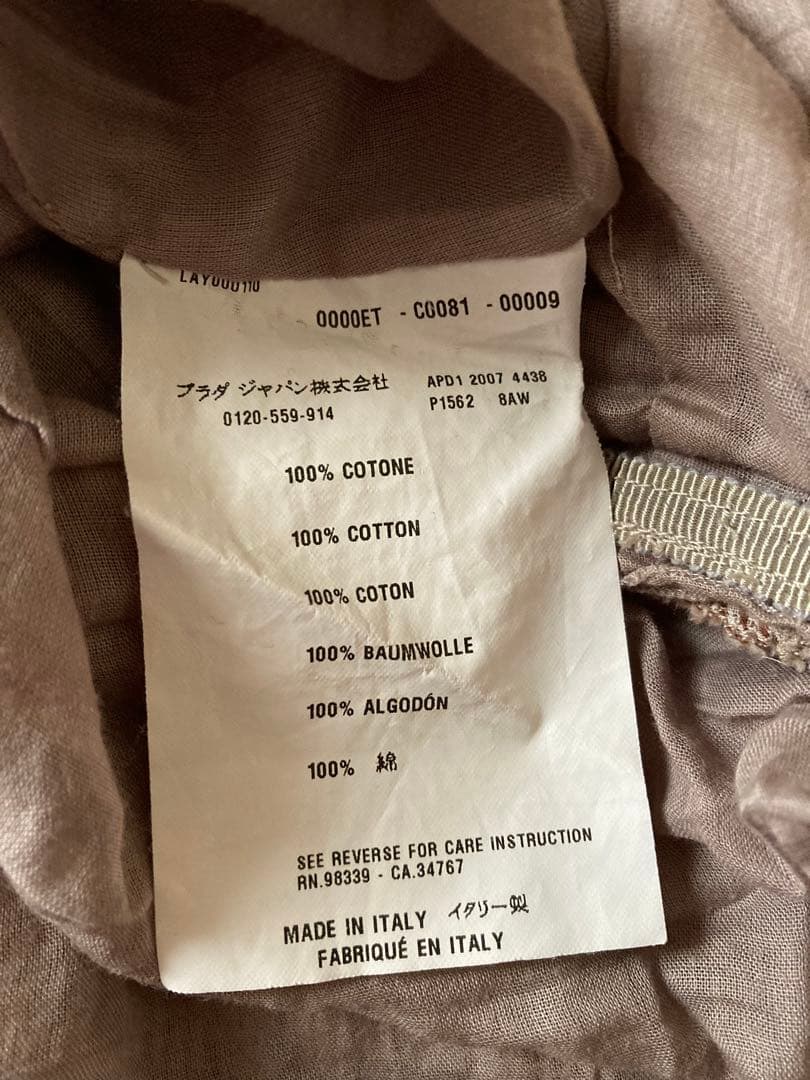 LAY000110
0000ET - C0081 - 00009
プラダ ジャパン株式会社 APD1 2007 4438
0120-559-914 P1562 8AW
100% COTONE
100% COTTON
100% COTON
100% BAUMWOLLE
100% ALGODÓN
100% 綿
SEE REVERSE FOR CARE INSTRUCTION
RN.98339 - CA.34767
MADE IN ITALY イタリー製
FABRIQUÉ EN ITALY